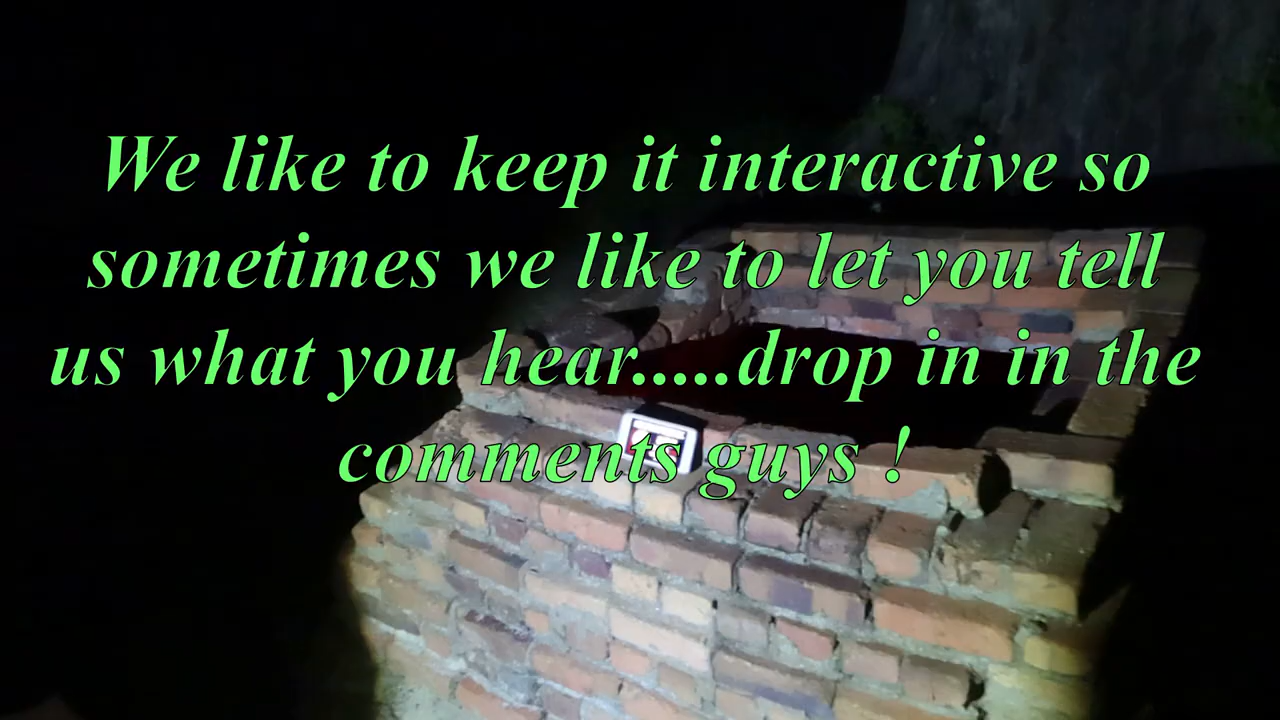 We like to keep it interactive so
sometimes we like to let you tell
us what you hear.....drop in in the
comments guys !